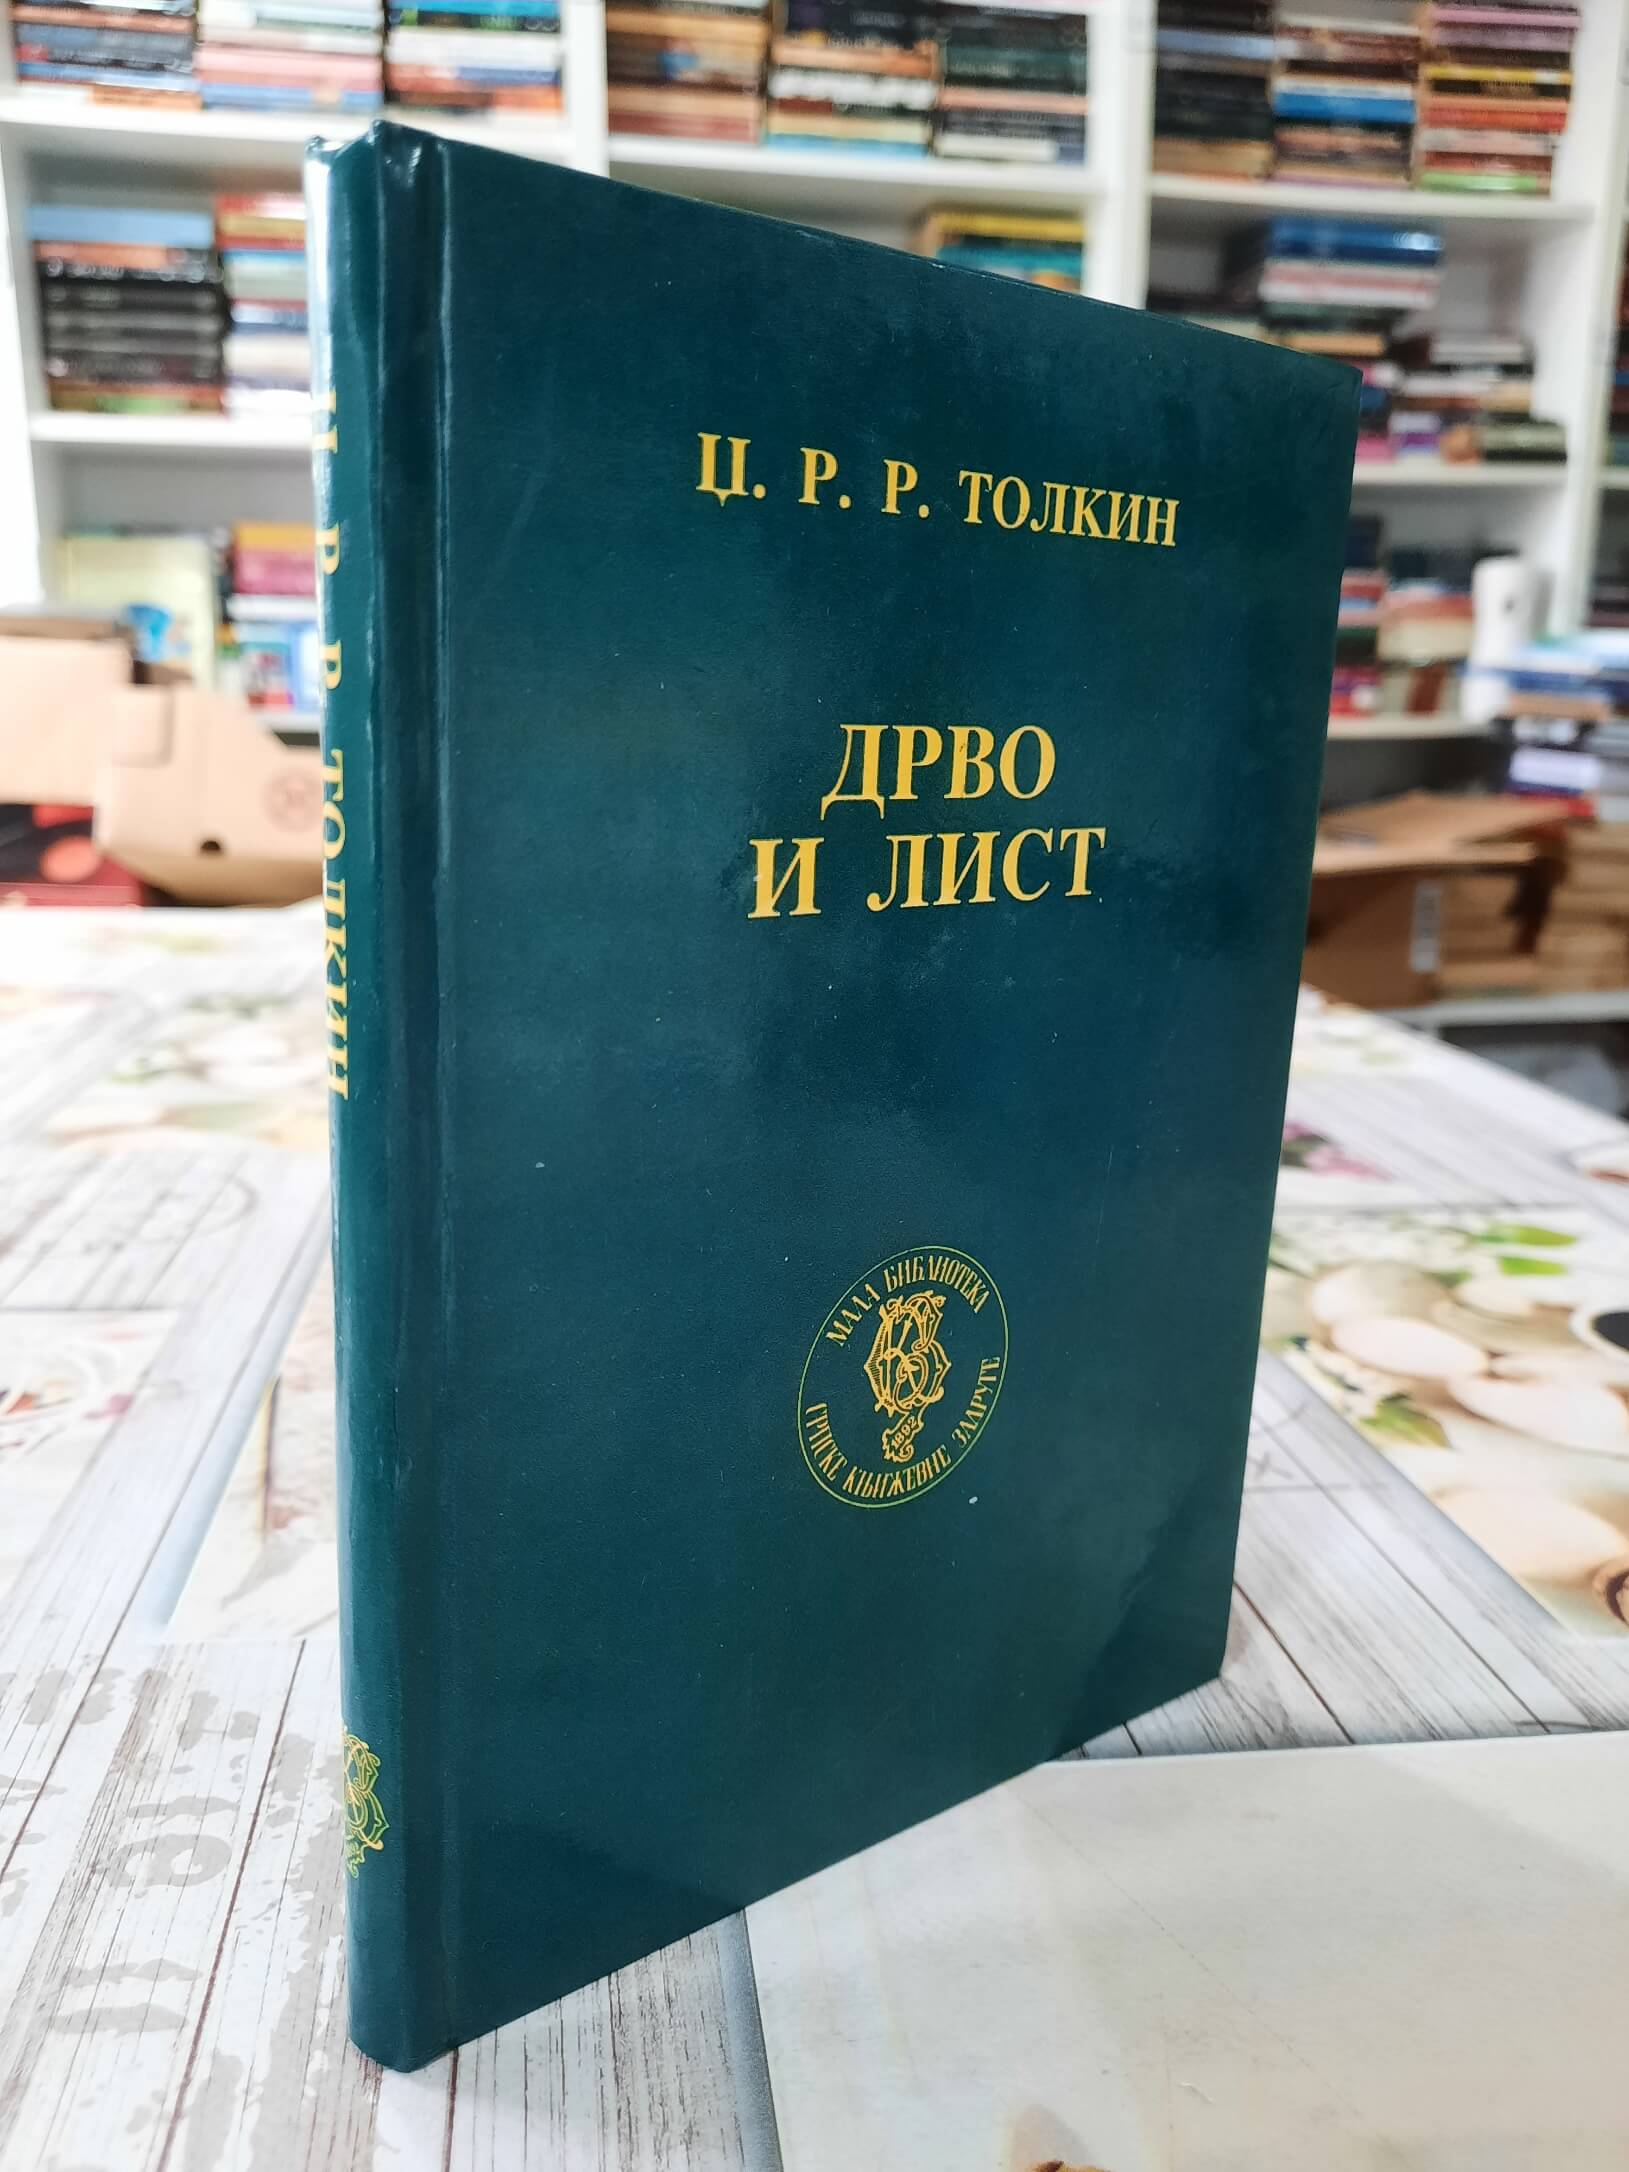 Џ. Р. Р. ТОЛКИН
ДРВО
И ЛИСТ
МАЛА БИБЛИОТЕКА
1892
СРПСКЕ КЊИЖЕВНЕ ЗАДРУГЕ
Џ. Р. Р. ТОЛКИН